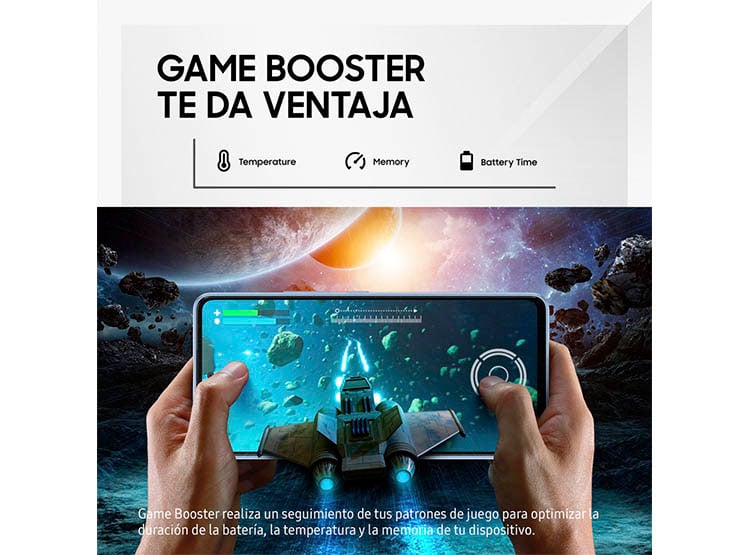 GAME BOOSTER
TE DA VENTAJA
Temperature Memory Battery Time
Game Booster realiza un seguimiento de tus patrones de juego para optimizar la
duración de la batería, la temperatura y la memoria de tu dispositivo.